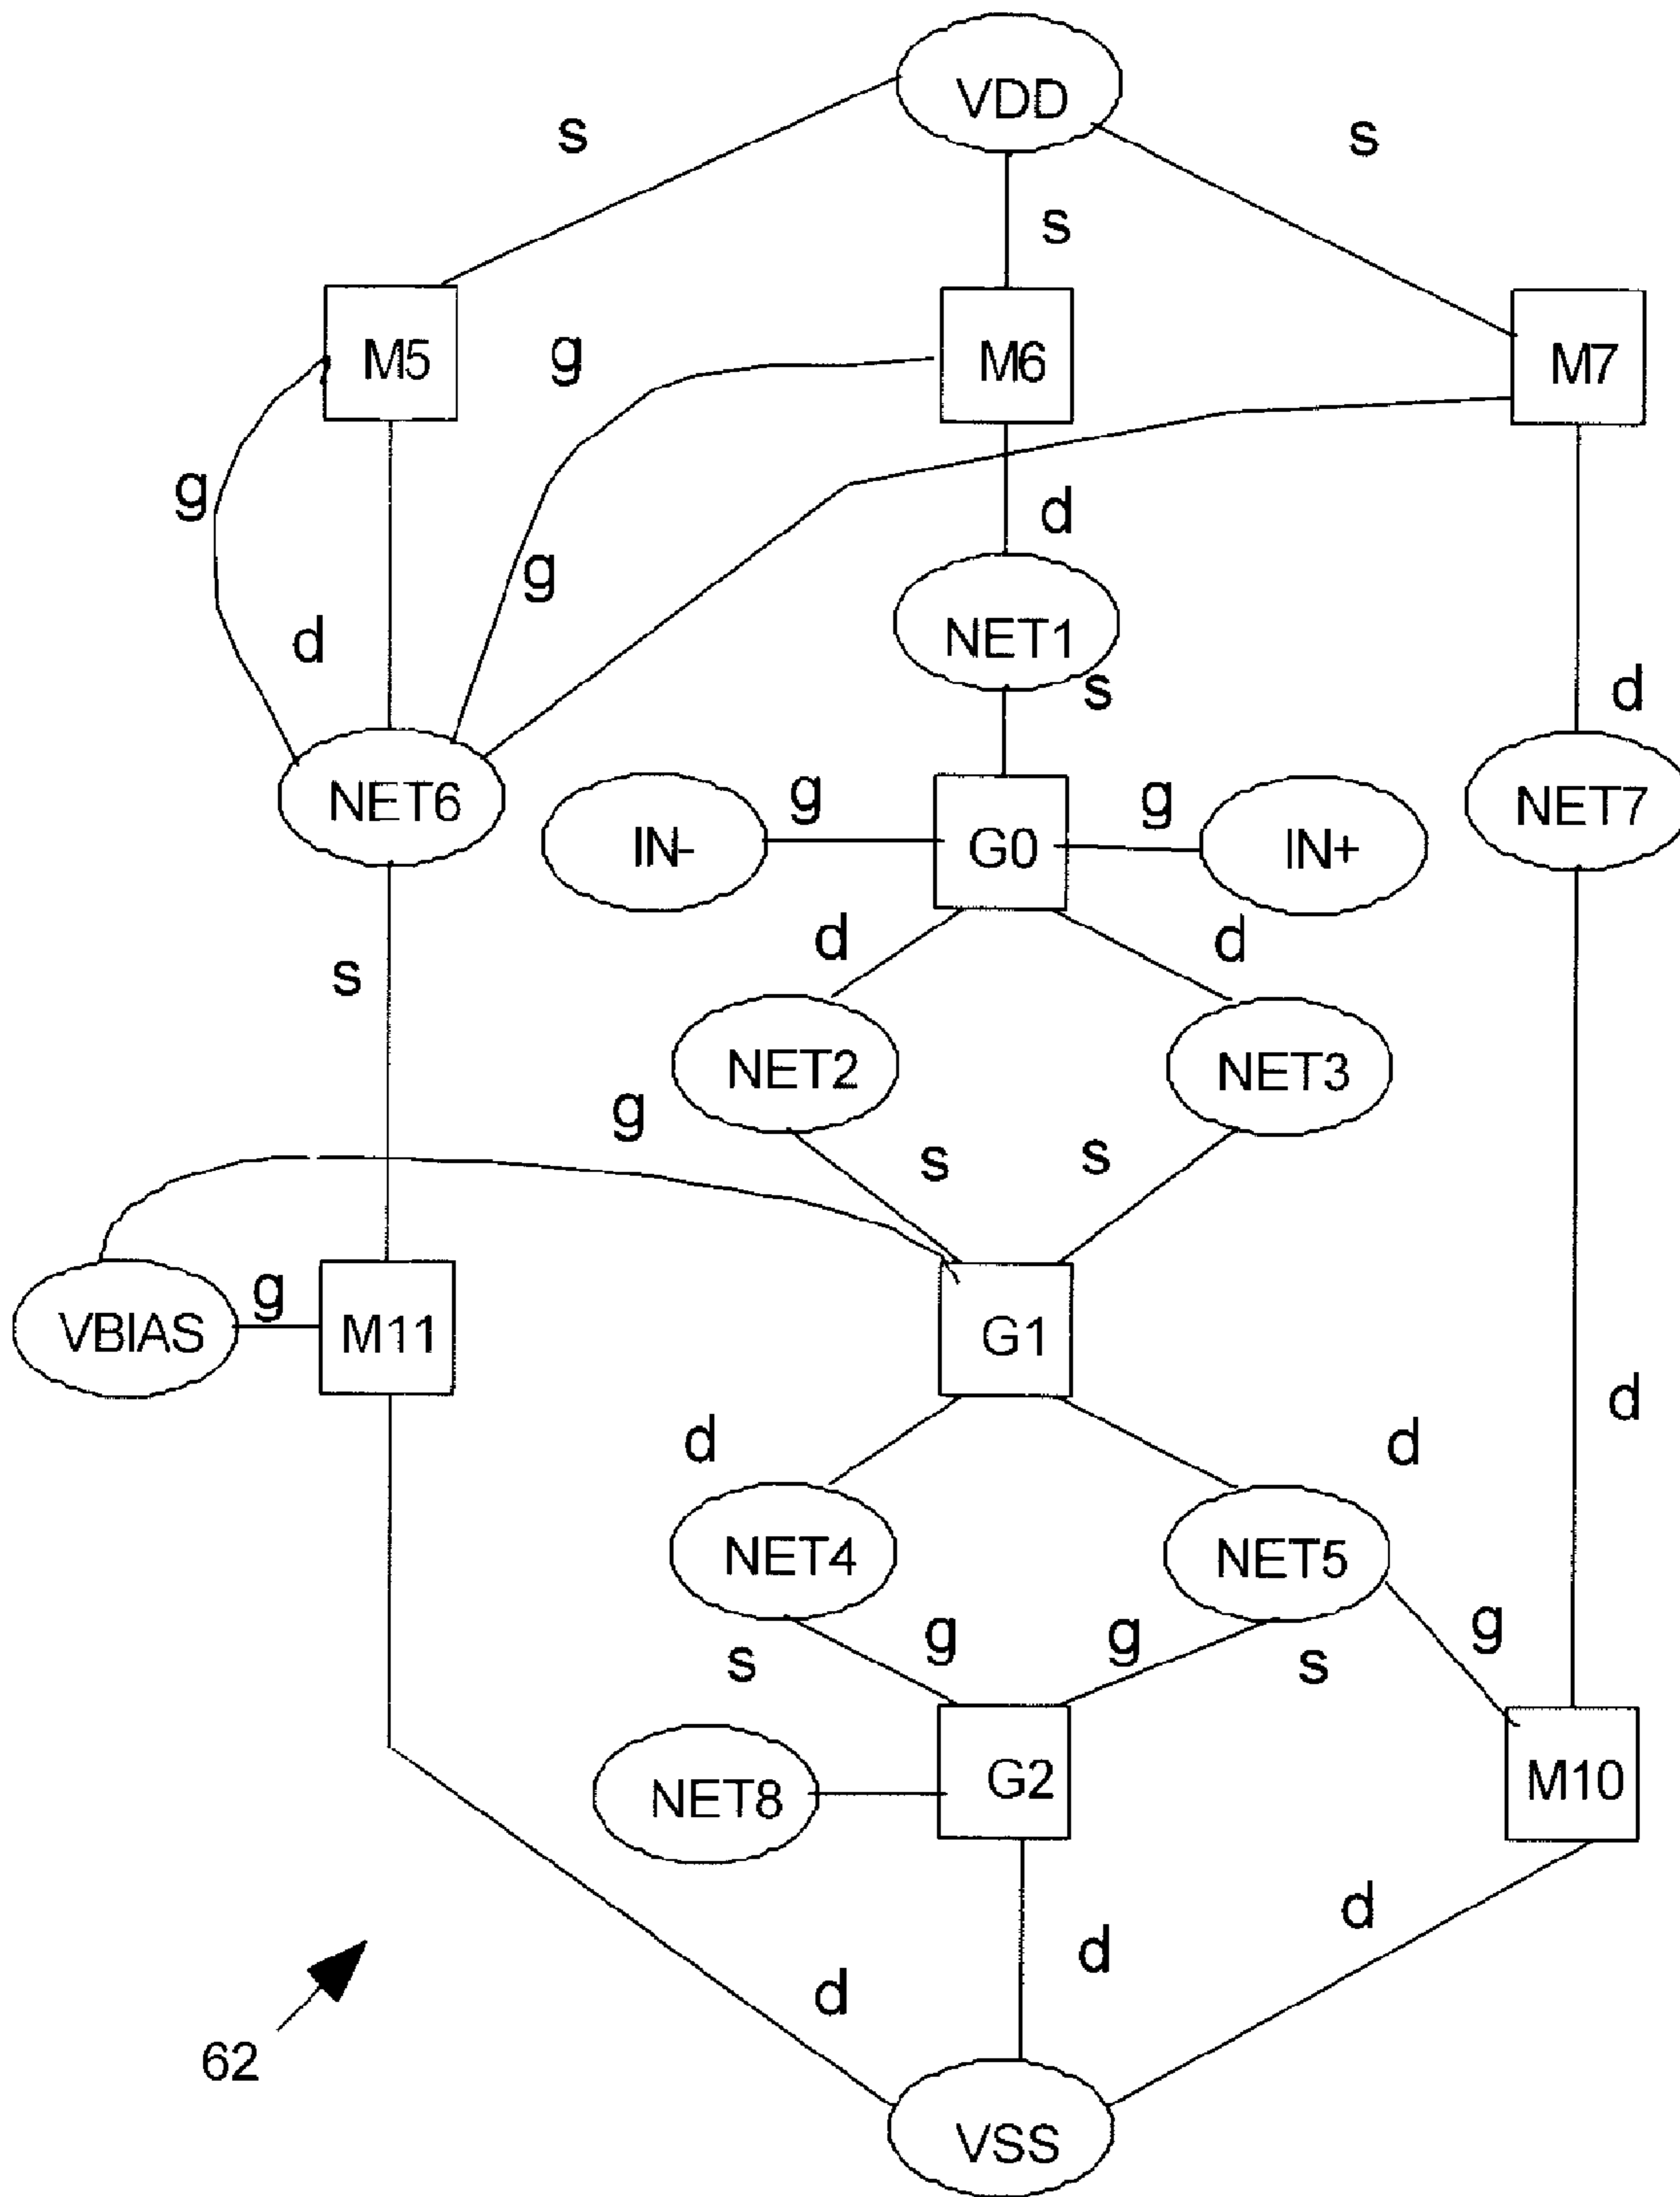 VDD
s
s
s
M5
g
M6
M7
g
d
g
d
NET1
s
d
NET6
IN-
g
G0
g
IN+
NET7
d
d
s
NET2
NET3
g
s
s
VBIAS
g
M11
G1
d
d
d
NET4
NET5
s
g
g
s
g
NET8
G2
M10
d
d
d
62
VSS